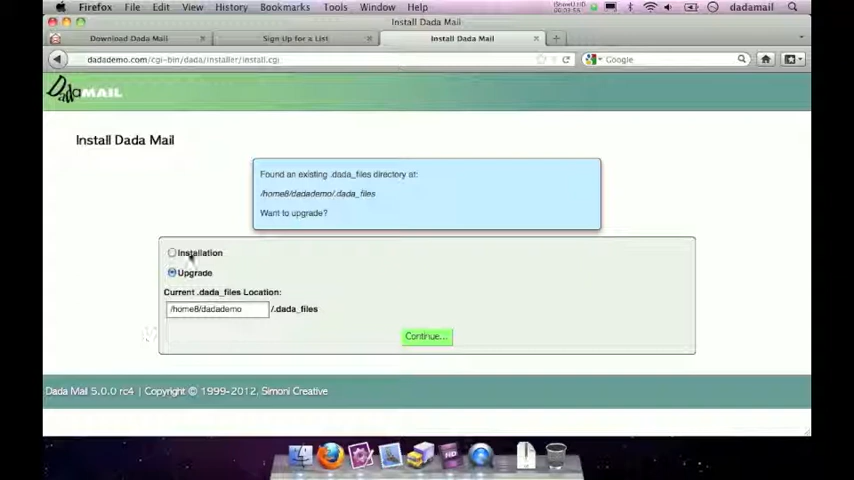 Firefox File Edit View History Bookmarks Tools Window Help dadamail
Install Dada Mail
Download Dada Mail Sign Up for a List Install Dada Mail
dadademo.com/cgi-bin/dada/installer/install.cgi Google
Dada MAIL
Install Dada Mail
Found an existing .dada_files directory at:
/home8/dadademo/.dada_files
Want to upgrade?
Installation
Upgrade
Current .dada_files Location:
/home8/dadademo /.dada_files
Continue...
Dada Mail 5.0.0 rc4 | Copyright © 1999-2012, Simoni Creative
HD